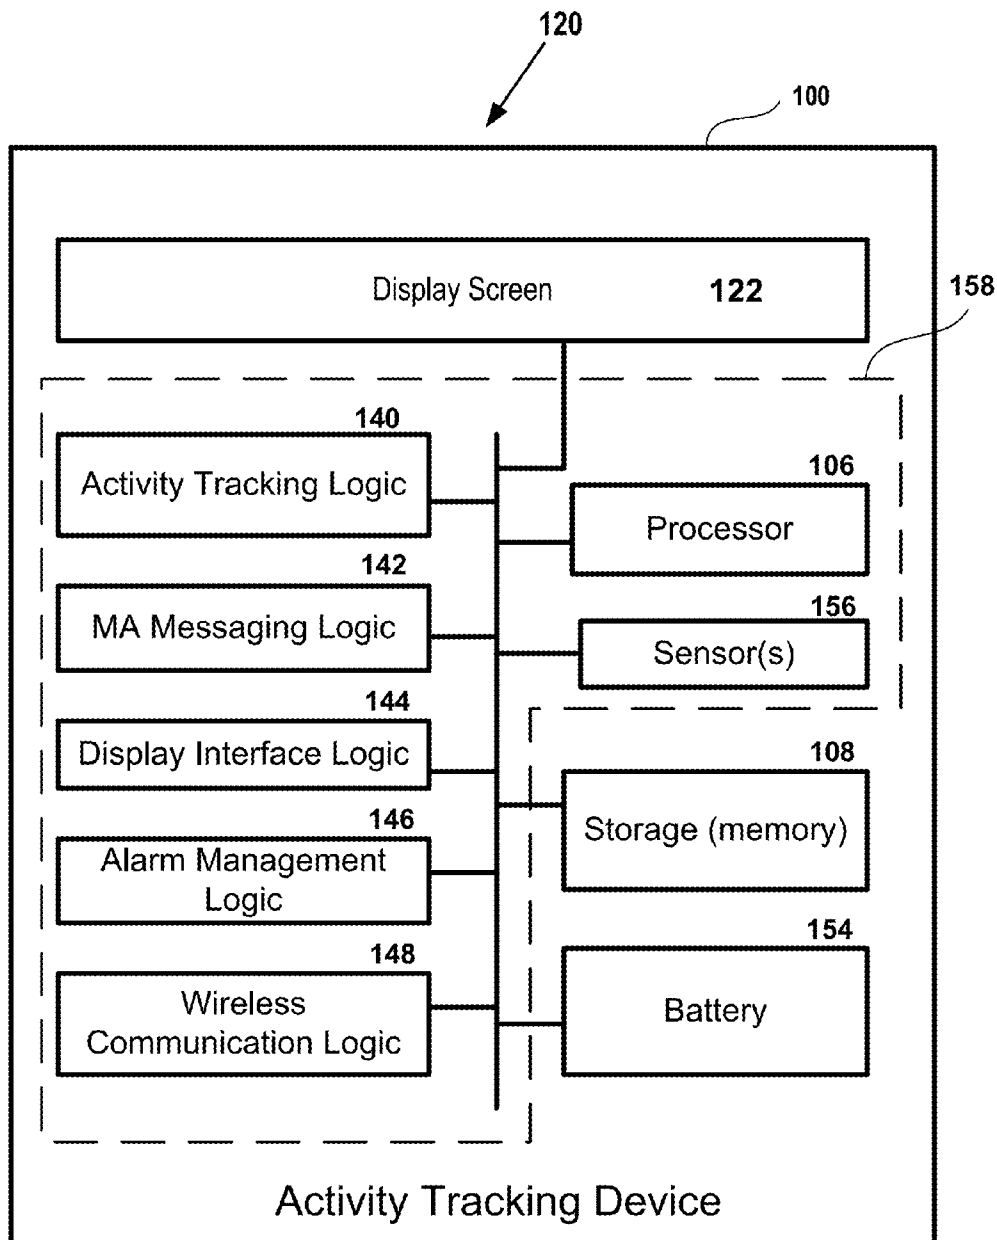 120
100
Display Screen 122
158
140
Activity Tracking Logic
106
Processor
142
MA Messaging Logic
156
Sensor(s)
144
Display Interface Logic
108
Storage (memory)
146
Alarm Management
Logic
154
Battery
148
Wireless
Communication Logic
Activity Tracking Device